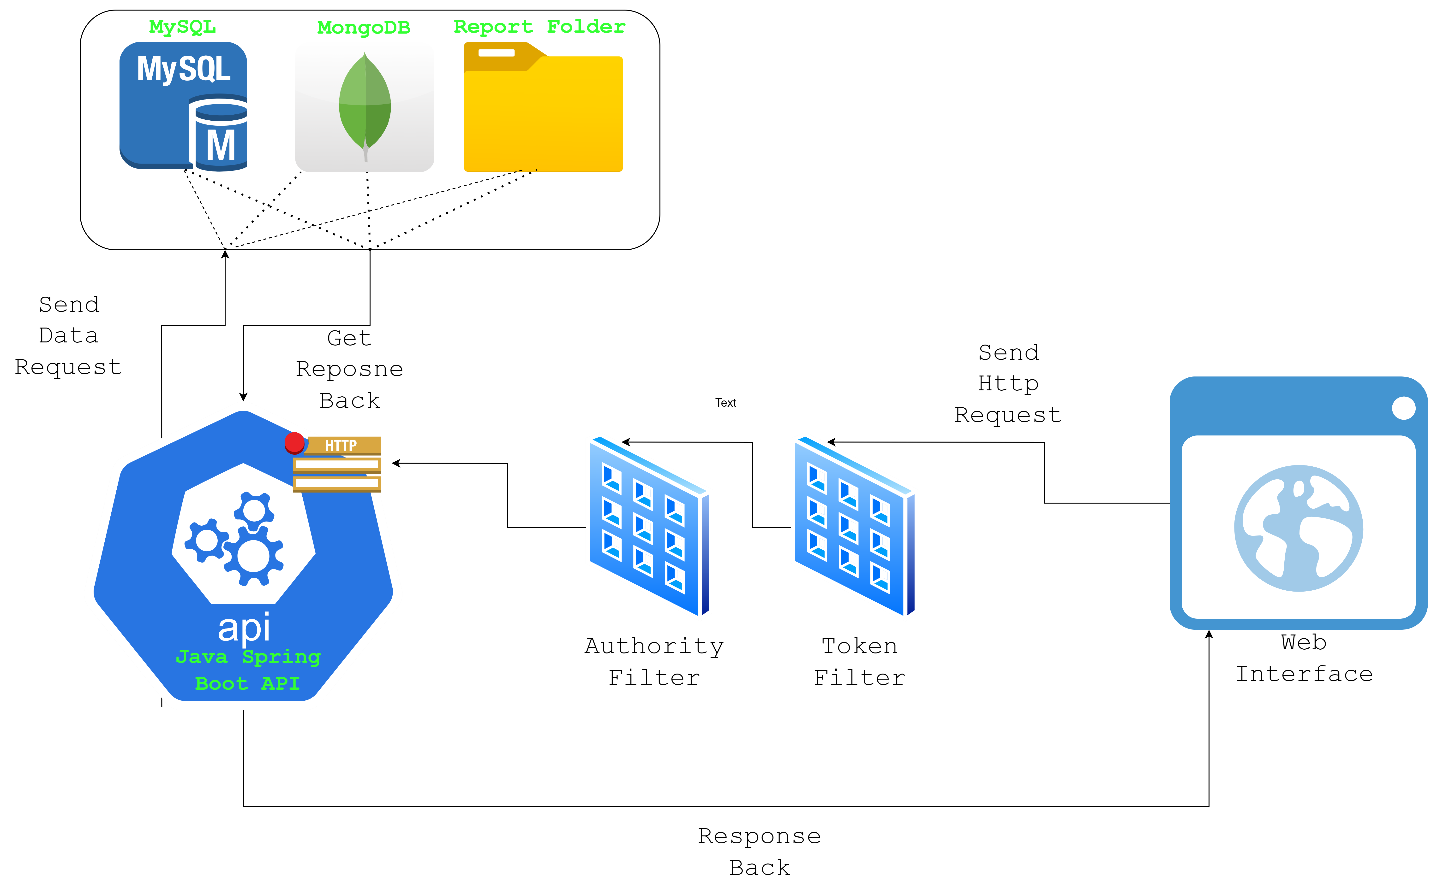 MySQL
MongoDB
Report Folder
MySQL
M
Send
Data
Request
Get
Reposne
Back
Send
Http
Request
Text
HTTP
api
Java Spring
Boot API
Authority
Filter
Token
Filter
Web
Interface
Response
Back